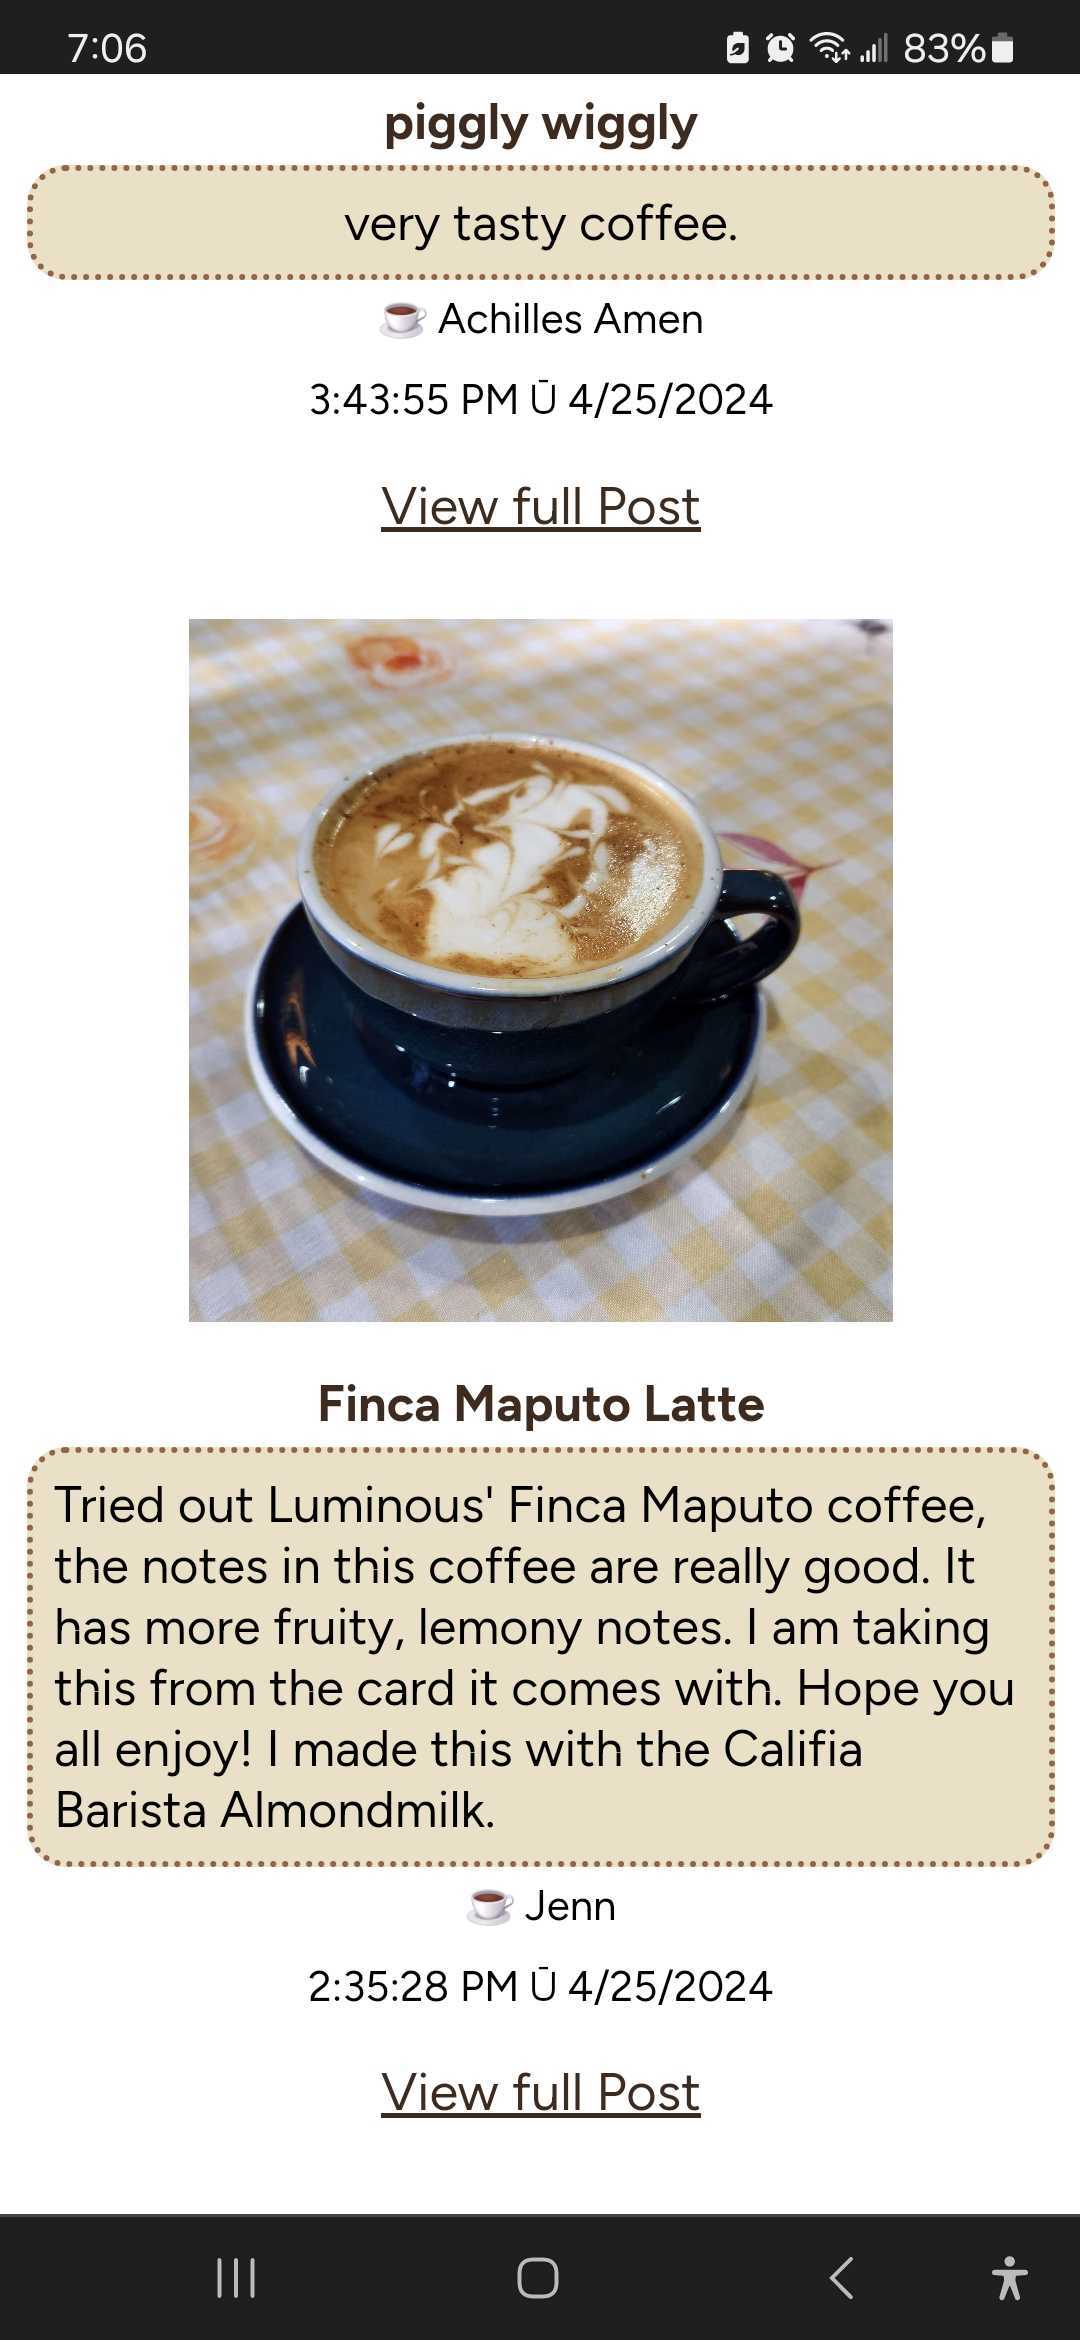 7:06 83%
piggly wiggly
very tasty coffee.
Achilles Amen
3:43:55 PM Ū 4/25/2024
View full Post
Finca Maputo Latte
Tried out Luminous' Finca Maputo coffee,
the notes in this coffee are really good. It
has more fruity, lemony notes. I am taking
this from the card it comes with. Hope you
all enjoy! I made this with the Califia
Barista Almondmilk.
Jenn
2:35:28 PM Ū 4/25/2024
View full Post